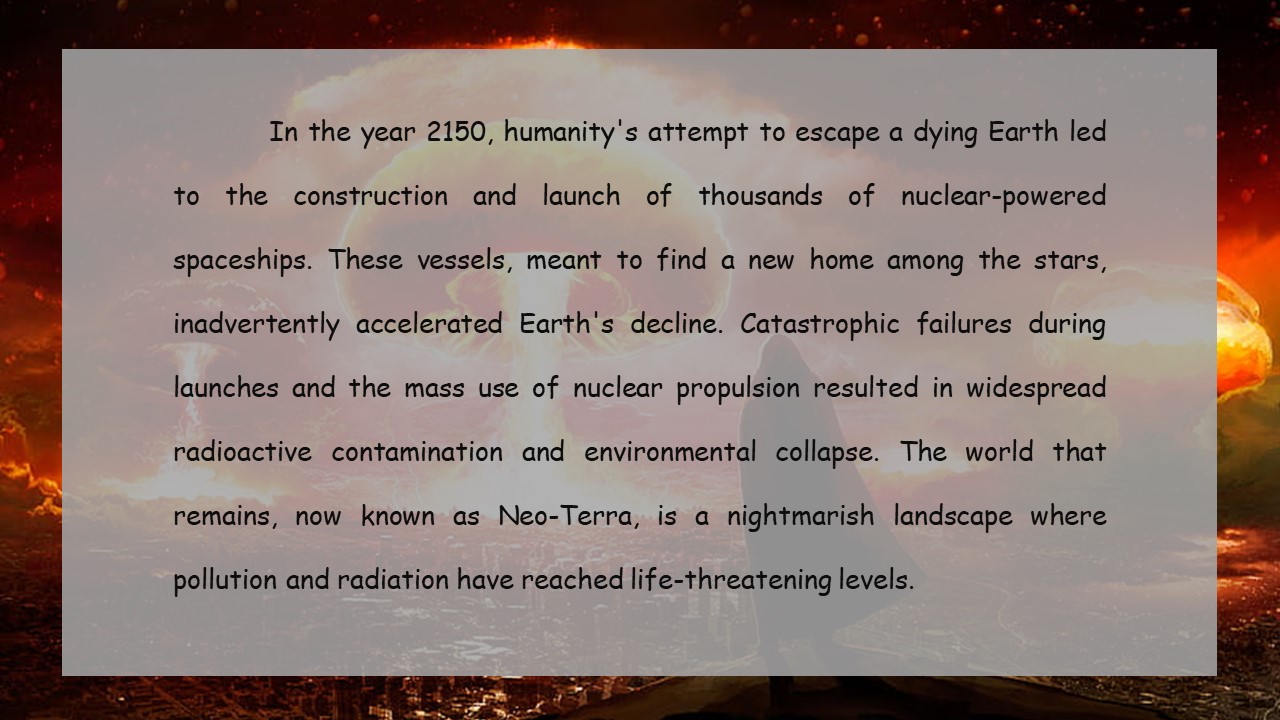 In the year 2150, humanity's attempt to escape a dying Earth led
to the construction and launch of thousands of nuclear-powered
spaceships. These vessels, meant to find a new home among the stars,
inadvertently accelerated Earth's decline. Catastrophic failures during
launches and the mass use of nuclear propulsion resulted in widespread
radioactive contamination and environmental collapse. The world that
remains, now known as Neo-Terra, is a nightmarish landscape where
pollution and radiation have reached life-threatening levels.